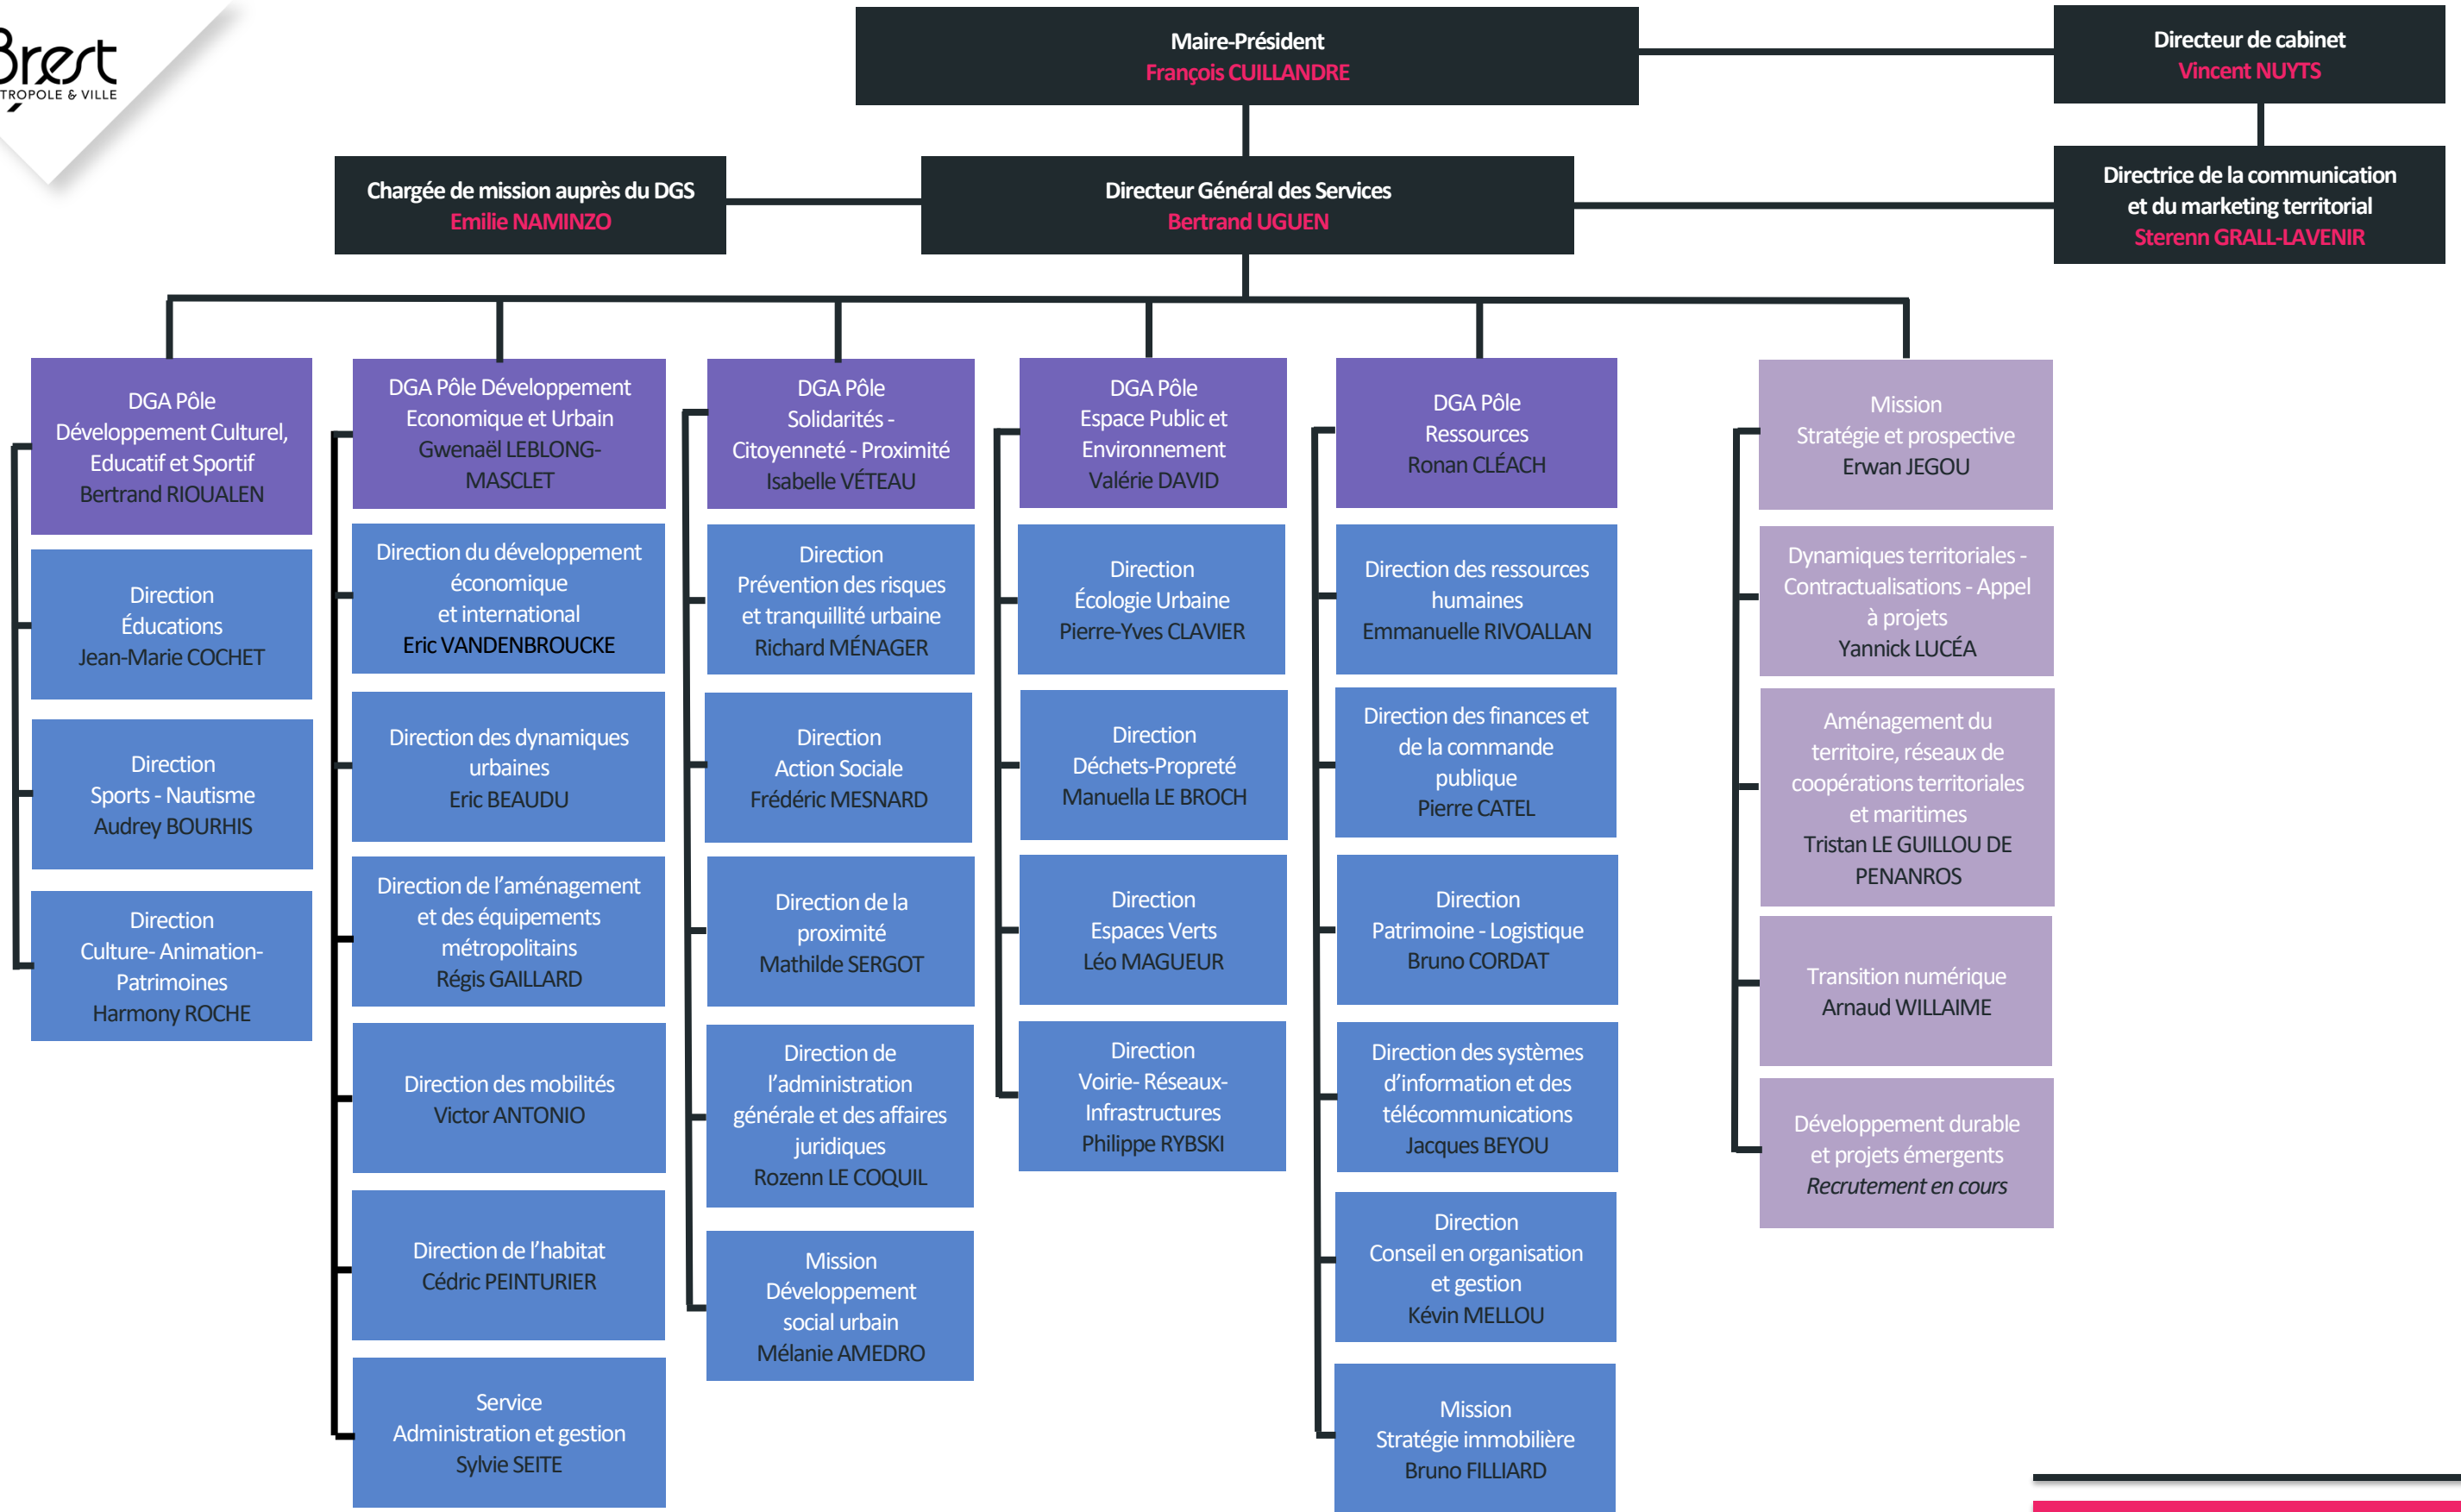 Brest
TROPOLE & VILLE
Maire-Président
François CUILLANDRE
Directeur de cabinet
Vincent NUYTS
Chargée de mission auprès du DGS
Emilie NAMINZO
Directeur Général des Services
Bertrand UGUEN
Directrice de la communication
et du marketing territorial
Sterenn GRALL-LAVENIR
DGA Pôle
Développement Culturel,
Educatif et Sportif
Bertrand RIOUALEN
Direction
Éducations
Jean-Marie COCHET
Direction
Sports - Nautisme
Audrey BOURHIS
Direction
Culture- Animation-
Patrimoines
Harmony ROCHE
DGA Pôle Développement
Economique et Urbain
Gwenaël LEBLONG-
MASCLET
Direction du développement
économique
et international
Eric VANDENBROUCKE
Direction des dynamiques
urbaines
Eric BEAUDU
Direction de l’aménagement
et des équipements
métropolitains
Régis GAILLARD
Direction des mobilités
Victor ANTONIO
Direction de l’habitat
Cédric PEINTURIER
Service
Administration et gestion
Sylvie SEITE
DGA Pôle
Solidarités -
Citoyenneté - Proximité
Isabelle VÉTEAU
Direction
Prévention des risques
et tranquillité urbaine
Richard MÉNAGER
Direction
Action Sociale
Frédéric MESNARD
Direction de la
proximité
Mathilde SERGOT
Direction de
l’administration
générale et des affaires
juridiques
Rozenn LE COQUIL
Mission
Développement
social urbain
Mélanie AMEDRO
DGA Pôle
Espace Public et
Environnement
Valérie DAVID
Direction
Écologie Urbaine
Pierre-Yves CLAVIER
Direction
Déchets-Propreté
Manuella LE BROCH
Direction
Espaces Verts
Léo MAGUEUR
Direction
Voirie- Réseaux-
Infrastructures
Philippe RYBSKI
DGA Pôle
Ressources
Ronan CLÉACH
Direction des ressources
humaines
Emmanuelle RIVOALLAN
Direction des finances et
de la commande
publique
Pierre CATEL
Direction
Patrimoine - Logistique
Bruno CORDAT
Direction des systèmes
d’information et des
télécommunications
Jacques BEYOU
Direction
Conseil en organisation
et gestion
Kévin MELLOU
Mission
Stratégie immobilière
Bruno FILLIARD
Mission
Stratégie et prospective
Erwan JEGOU
Dynamiques territoriales -
Contractualisations - Appel
à projets
Yannick LUCÉA
Aménagement du
territoire, réseaux de
coopérations territoriales
et maritimes
Tristan LE GUILLOU DE
PENANROS
Transition numérique
Arnaud WILLAIME
Développement durable
et projets émergents
Recrutement en cours